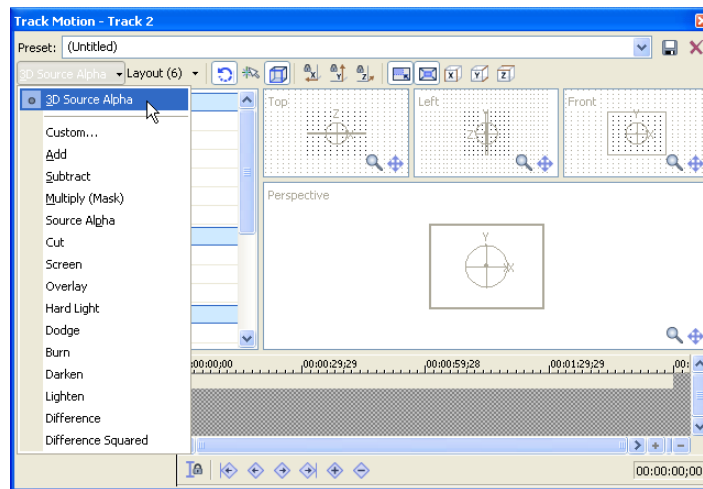 Track Motion - Track 2
Preset: (Untitled)
3D Source Alpha Layout (6)
3D Source Alpha
Custom...
Add
Subtract
Multiply (Mask)
Source Alpha
Cut
Screen
Overlay
Hard Light
Dodge
Burn
Darken
Lighten
Difference
Difference Squared
Top
Z
X
Left
Y
Z
Front
Y
X
Perspective
Y
X
:00:00;00 00:00:29;29 00:00:59;28 00:01:29;29 00:
00:00:00;00